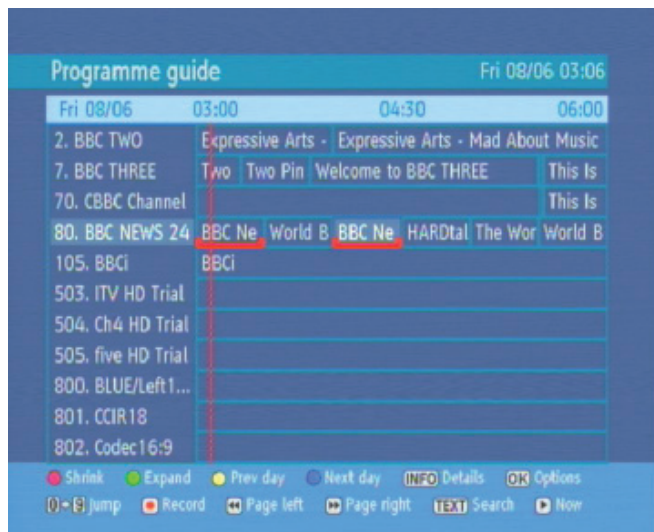 Programme guide Fri 08/06 03:06
Fri 08/06 03:00 04:30 06:00
2. BBC TWO Expressive Arts - Expressive Arts - Mad About Music
7. BBC THREE Two Two Pin Welcome to BBC THREE This Is
70. CBBC Channel This Is
80. BBC NEWS 24 BBC Ne World B BBC Ne HARDtal The Wor World B
105. BBCi BBCi
503. ITV HD Trial
504. Ch4 HD Trial
505. five HD Trial
800. BLUE/Left1...
801. CCIR18
802. Codec16:9
Shrink Expand Prev day Next day INFO Details OK Options
0-9 Jump Record Page left Page right TEXT Search Now